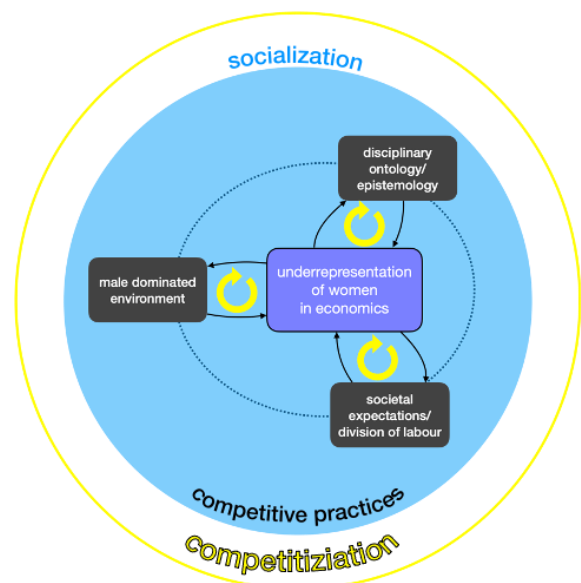 socialization
disciplinary
ontology/
epistemology
underrepresentation
of women
in economics
male dominated
environment
societal
expectations/
division of labour
competitive practices
competitiziation